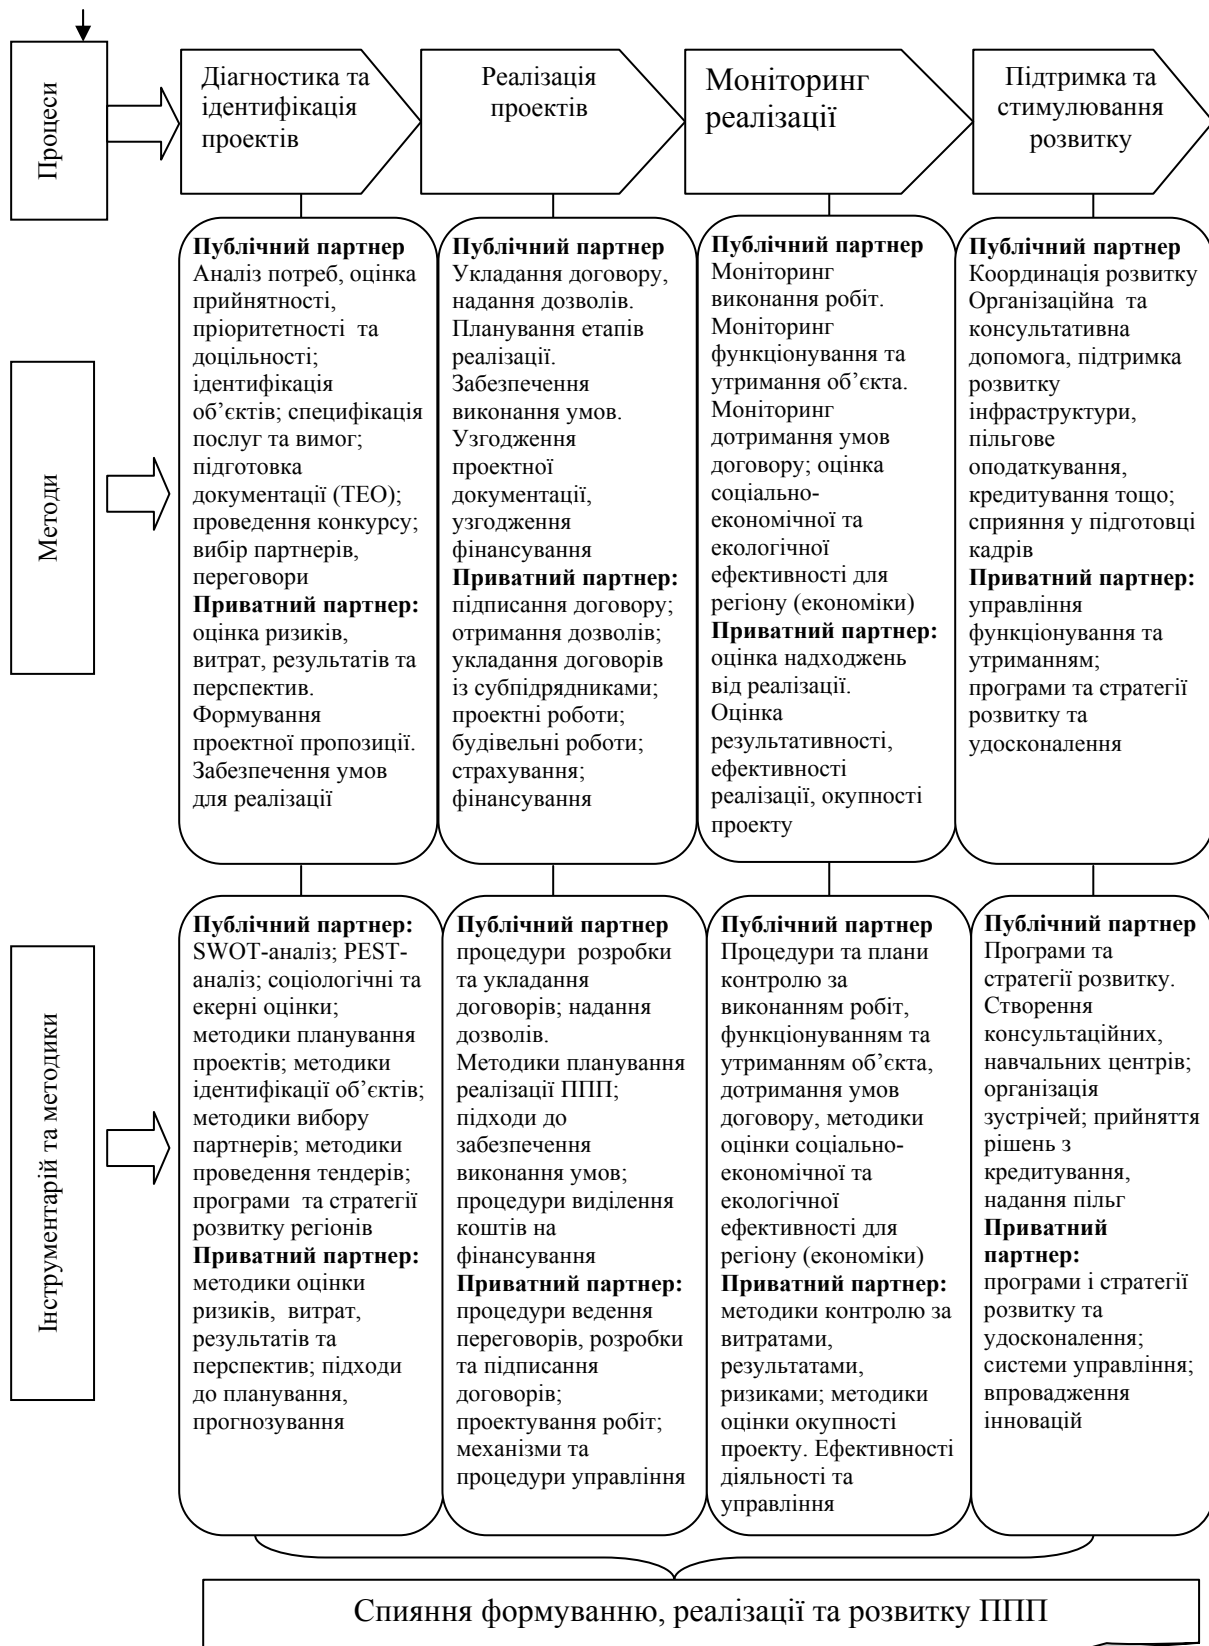 Процеси
Діагностика та
ідентифікація
проектів
Реалізація
проектів
Моніторинг
реалізації
Підтримка та
стимулювання
розвитку
Методи
Публічний партнер
Аналіз потреб, оцінка
прийнятності,
пріоритетності та
доцільності;
ідентифікація
об’єктів; специфікація
послуг та вимог;
підготовка
документації (ТЕО);
проведення конкурсу;
вибір партнерів,
переговори
Приватний партнер:
оцінка ризиків,
витрат, результатів та
перспектив.
Формування
проектної пропозиції.
Забезпечення умов
для реалізації
Публічний партнер
Укладання договору,
надання дозволів.
Планування етапів
реалізації.
Забезпечення
виконання умов.
Узгодження
проектної
документації,
узгодження
фінансування
Приватний партнер:
підписання договору;
отримання дозволів;
укладання договорів
із субпідрядниками;
проектні роботи;
будівельні роботи;
страхування;
фінансування
Публічний партнер
Моніторинг
виконання робіт.
Моніторинг
функціонування та
утримання об’єкта.
Моніторинг
дотримання умов
договору; оцінка
соціально-
економічної та
екологічної
ефективності для
регіону (економіки)
Приватний партнер:
оцінка надходжень
від реалізації.
Оцінка
результативності,
ефективності
реалізації, окупності
проекту
Публічний партнер
Координація розвитку
Організаційна та
консультативна
допомога, підтримка
розвитку
інфраструктури,
пільгове
оподаткування,
кредитування тощо;
сприяння у підготовці
кадрів
Приватний партнер:
управління
функціонування та
утриманням;
програми та стратегії
розвитку та
удосконалення
Інструментарій та методики
Публічний партнер:
SWOT-аналіз; PEST-
аналіз; соціологічні та
екерні оцінки;
методики планування
проектів; методики
ідентифікації об’єктів;
методики вибору
партнерів; методики
проведення тендерів;
програми та стратегії
розвитку регіонів
Приватний партнер:
методики оцінки
ризиків, витрат,
результатів та
перспектив; підходи
до планування,
прогнозування
Публічний партнер
процедури розробки
та укладання
договорів; надання
дозволів.
Методики планування
реалізації ППП;
підходи до
забезпечення
виконання умов;
процедури виділення
коштів на
фінансування
Приватний партнер:
процедури ведення
переговорів, розробки
та підписання
договорів;
проектування робіт;
механізми та
процедури управління
Публічний партнер
Процедури та плани
контролю за
виконанням робіт,
функціонуванням та
утриманням об’єкта,
дотримання умов
договору, методики
оцінки соціально-
економічної та
екологічної
ефективності для
регіону (економіки)
Приватний партнер:
методики контролю за
витратами,
результатами,
ризиками; методики
оцінки окупності
проекту. Ефективності
діяльності та
управління
Публічний партнер
Програми та
стратегії розвитку.
Створення
консультаційних,
навчальних центрів;
організація
зустрічей; прийняття
рішень з
кредитування,
надання пільг
Приватний
партнер:
програми і стратегії
розвитку та
удосконалення;
системи управління;
впровадження
інновацій
Спияння формуванню, реалізації та розвитку ППП